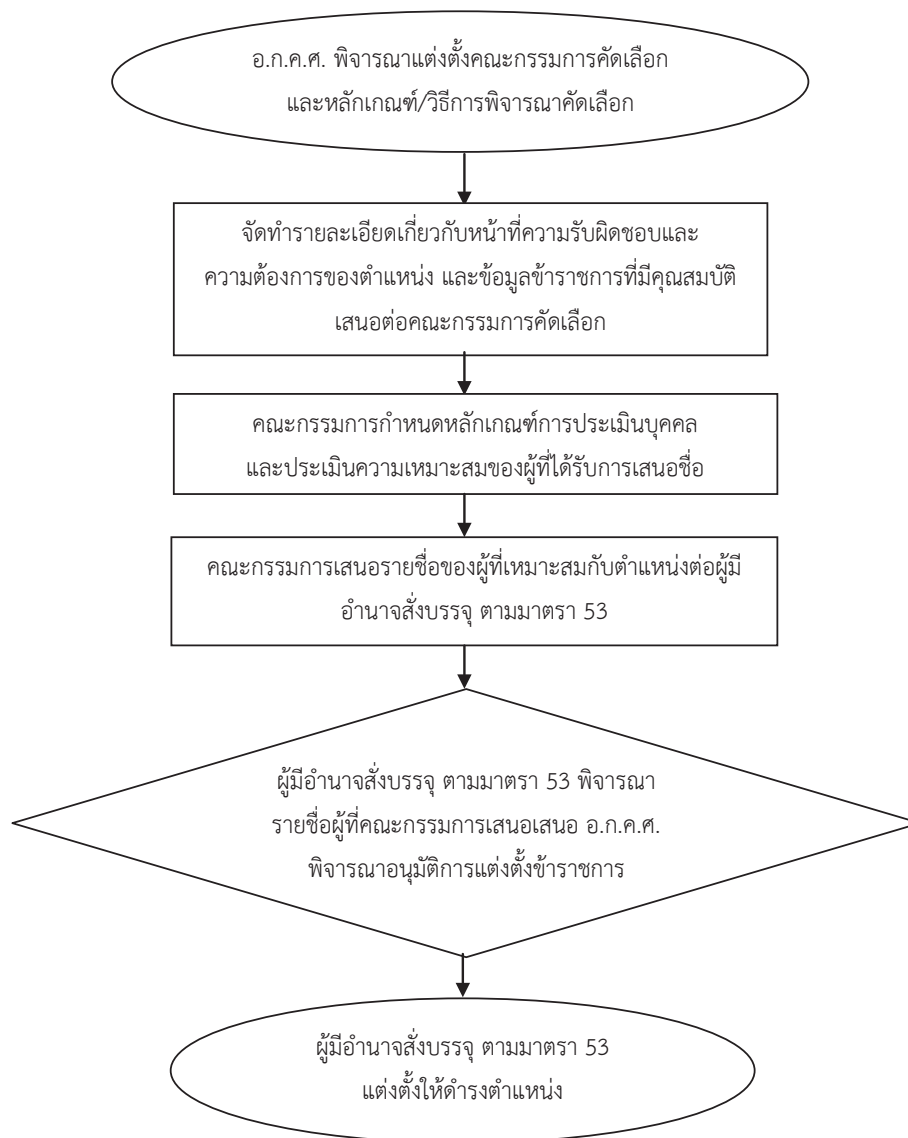 อ.ก.ค.ศ. พิจารณาแต่งตั้งคณะกรรมการคัดเลือก
และหลักเกณฑ์/วิธีการพิจารณาคัดเลือก
จัดทำรายละเอียดเกี่ยวกับหน้าที่ความรับผิดชอบและ
ความต้องการของตำแหน่ง และข้อมูลข้าราชการที่มีคุณสมบัติ
เสนอต่อคณะกรรมการคัดเลือก
คณะกรรมการกำหนดหลักเกณฑ์การประเมินบุคคล
และประเมินความเหมาะสมของผู้ที่ได้รับการเสนอชื่อ
คณะกรรมการเสนอรายชื่อของผู้ที่เหมาะสมกับตำแหน่งต่อผู้มี
อำนาจสั่งบรรจุ ตามมาตรา 53
ผู้มีอำนาจสั่งบรรจุ ตามมาตรา 53 พิจารณา
รายชื่อผู้ที่คณะกรรมการเสนอเสนอ อ.ก.ค.ศ.
พิจารณาอนุมัติการแต่งตั้งข้าราชการ
ผู้มีอำนาจสั่งบรรจุ ตามมาตรา 53
แต่งตั้งให้ดำรงตำแหน่ง